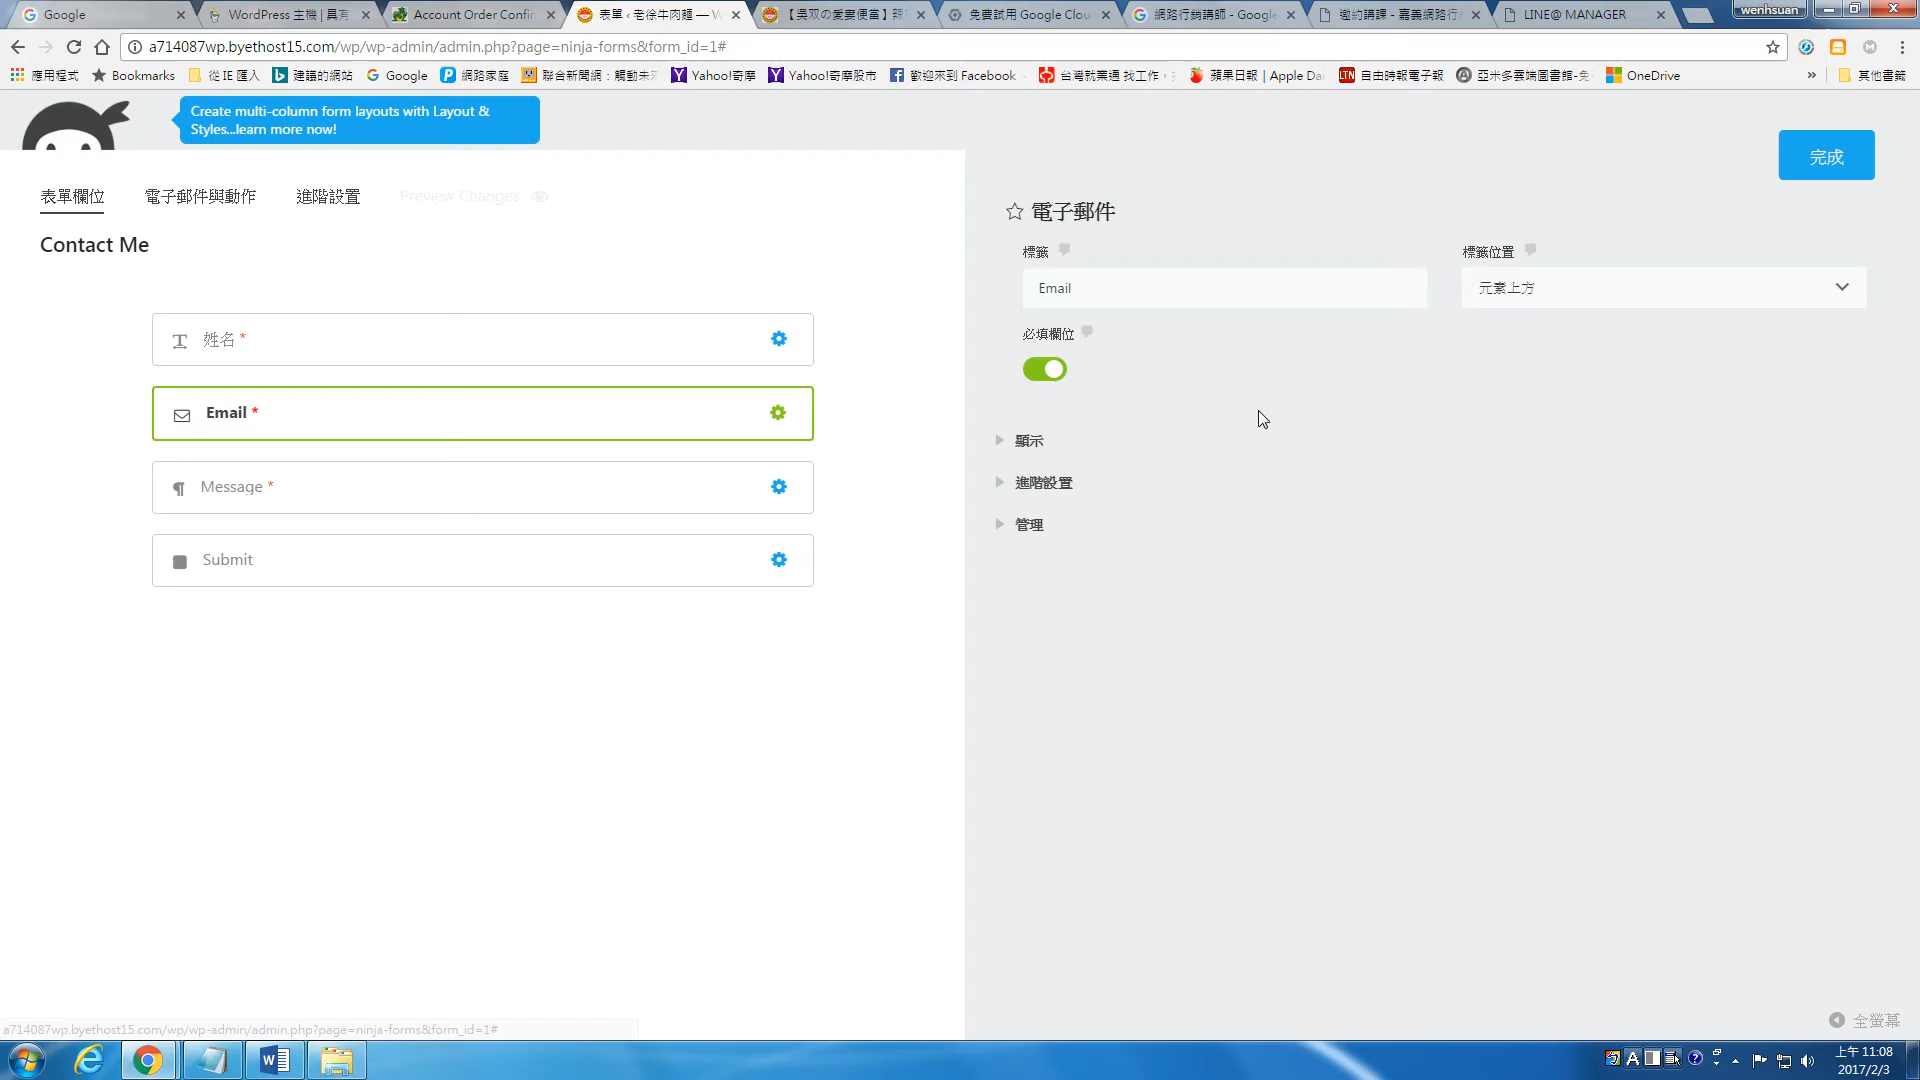 Google
WordPress 主機 | 具有
Account Order Confir
表單 ‹ 老徐牛肉麵 — W
【吳双の愛妻便當】
免費試用 Google Clou
網路行銷講師 - Google
邀約講課 - 嘉義網路行
LINE@ MANAGER
wenhsuan
a714087wp.byethost15.com/wp/wp-admin/admin.php?page=ninja-forms&form_id=1#
應用程式
Bookmarks
從 IE 匯入
建議的網站
Google
網路家庭
聯合新聞網：觸動未
Yahoo!奇摩
Yahoo!奇摩股市
歡迎來到 Facebook
台灣就業通 找工作
蘋果日報 | Apple Da
LTN 自由時報電子報
亞米多雲端圖書館-免
OneDrive
»
其他書籤
Create multi-column form layouts with Layout &
Styles...learn more now!
完成
表單欄位
電子郵件與動作
進階設置
Preview Changes
電子郵件
Contact Me
標籤
標籤位置
Email
元素上方
必填欄位
姓名 *
Email *
Message *
Submit
顯示
進階設置
管理
全螢幕
a714087wp.byethost15.com/wp/wp-admin/admin.php?page=ninja-forms&form_id=1#
上午 11:08
2017/2/3